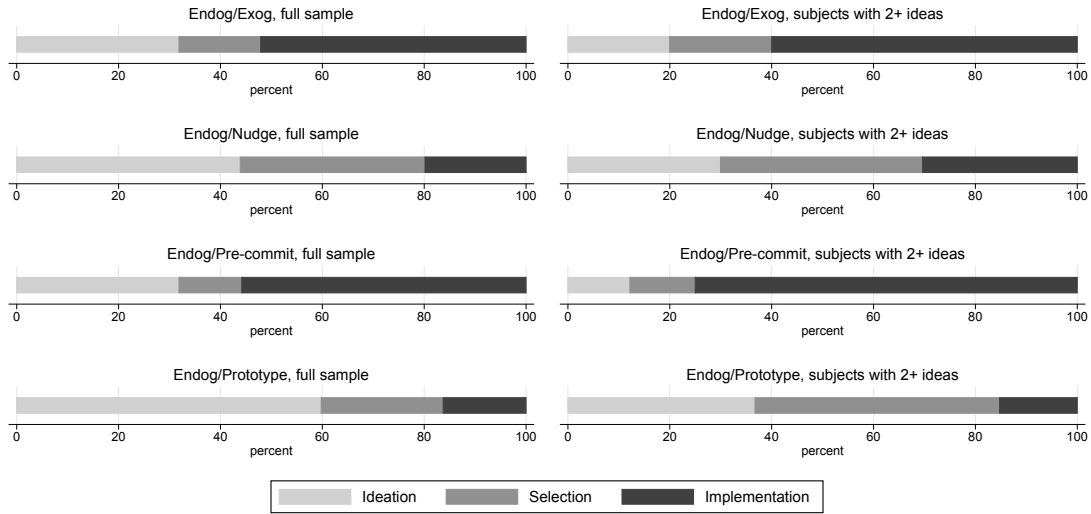 Endog/Exog, full sample
0 20 40 60 80 100
percent
Endog/Exog, subjects with 2+ ideas
0 20 40 60 80 100
percent
Endog/Nudge, full sample
0 20 40 60 80 100
percent
Endog/Nudge, subjects with 2+ ideas
0 20 40 60 80 100
percent
Endog/Pre-commit, full sample
0 20 40 60 80 100
percent
Endog/Pre-commit, subjects with 2+ ideas
0 20 40 60 80 100
percent
Endog/Prototype, full sample
0 20 40 60 80 100
percent
Endog/Prototype, subjects with 2+ ideas
0 20 40 60 80 100
percent
Ideation Selection Implementation